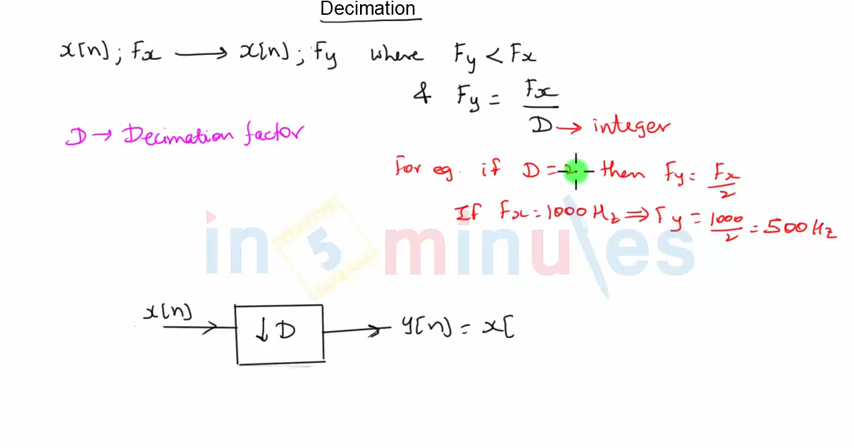 Decimation
x[n] ; Fx → x[n] ; Fy where Fy < Fx
& Fy = Fx/D → integer
D → Decimation factor
For eg. if D = 2 then Fy = Fx/2
If Fx = 1000 Hz ⇒ Fy = 1000/2 = 500 Hz
in 5 minutes
x[n] ↓D y[n] = x[